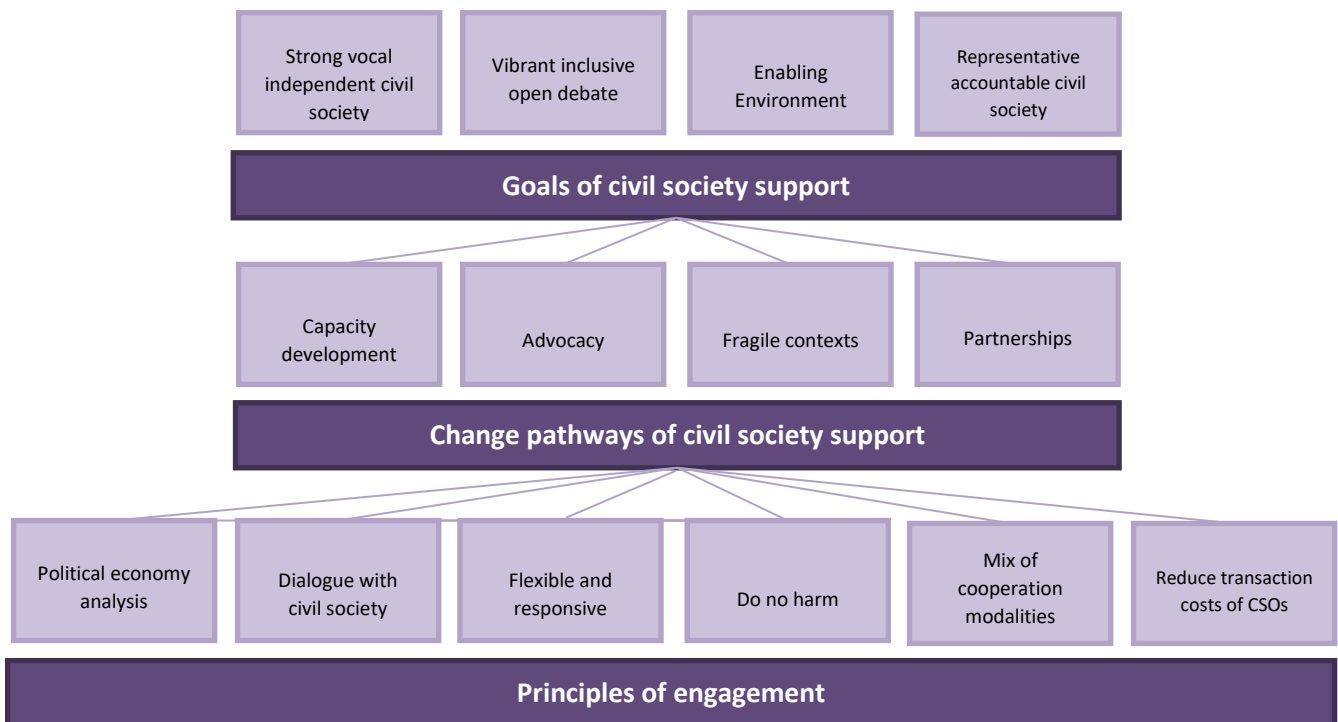 Strong vocal
independent civil
society
Vibrant inclusive
open debate
Enabling
Environment
Representative
accountable civil
society
Goals of civil society support
Capacity
development
Advocacy
Fragile contexts
Partnerships
Change pathways of civil society support
Political economy
analysis
Dialogue with
civil society
Flexible and
responsive
Do no harm
Mix of
cooperation
modalities
Reduce transaction
costs of CSOs
Principles of engagement